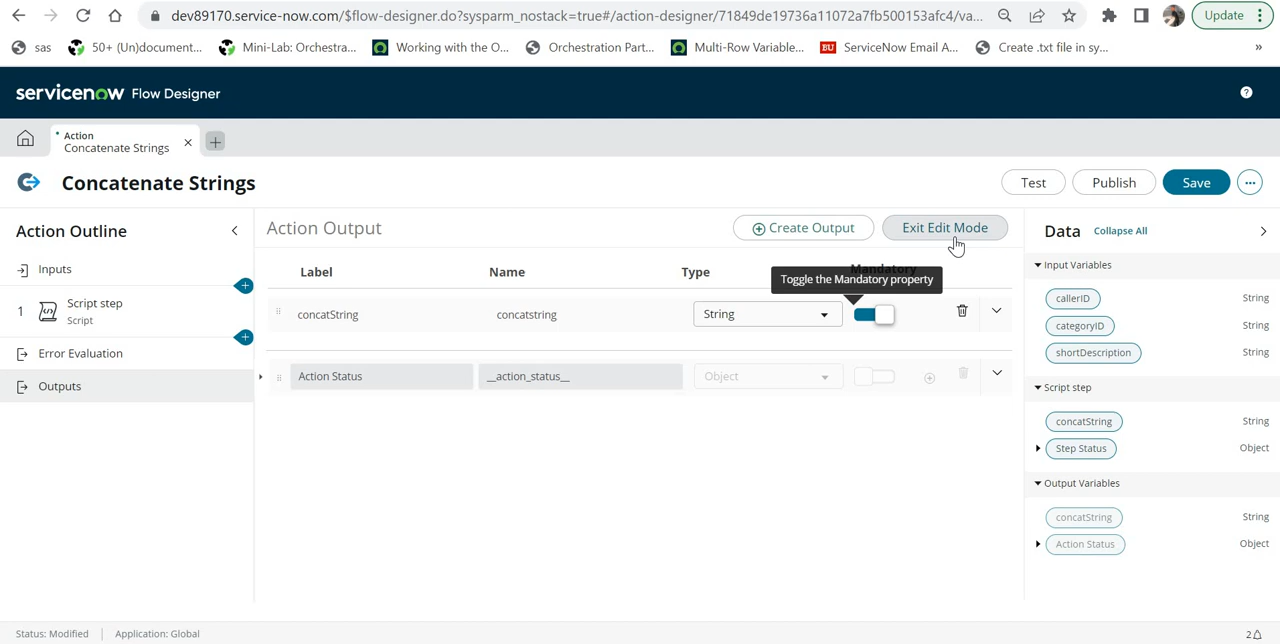 dev89170.service-now.com/$flow-designer.do?sysparm_nostack=true#/action-designer/71849de19736a11072a7fb500153afc4/va...
Update
sas
50+ (Un)document...
Mini-Lab: Orchestra...
Working with the O...
Orchestration Part...
Multi-Row Variable...
BU
ServiceNow Email A...
Create .txt file in sy...
»
servicenow Flow Designer
?
Action
Concatenate Strings
Concatenate Strings
Test
Publish
Save
Action Outline
Inputs
1
Script step
Script
Error Evaluation
Outputs
Action Output
Create Output
Exit Edit Mode
Label
Name
Type
Mandatory
Toggle the Mandatory property
concatString
concatstring
String
Action Status
__action_status__
Object
Data
Collapse All
Input Variables
callerID
String
categoryID
String
shortDescription
String
Script step
concatString
String
Step Status
Object
Output Variables
concatString
String
Action Status
Object
Status: Modified
Application: Global
2